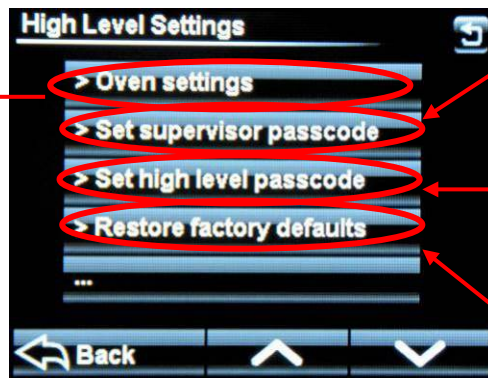 High Level Settings
> Oven settings
> Set supervisor passcode
> Set high level passcode
> Restore factory defaults
...
Back